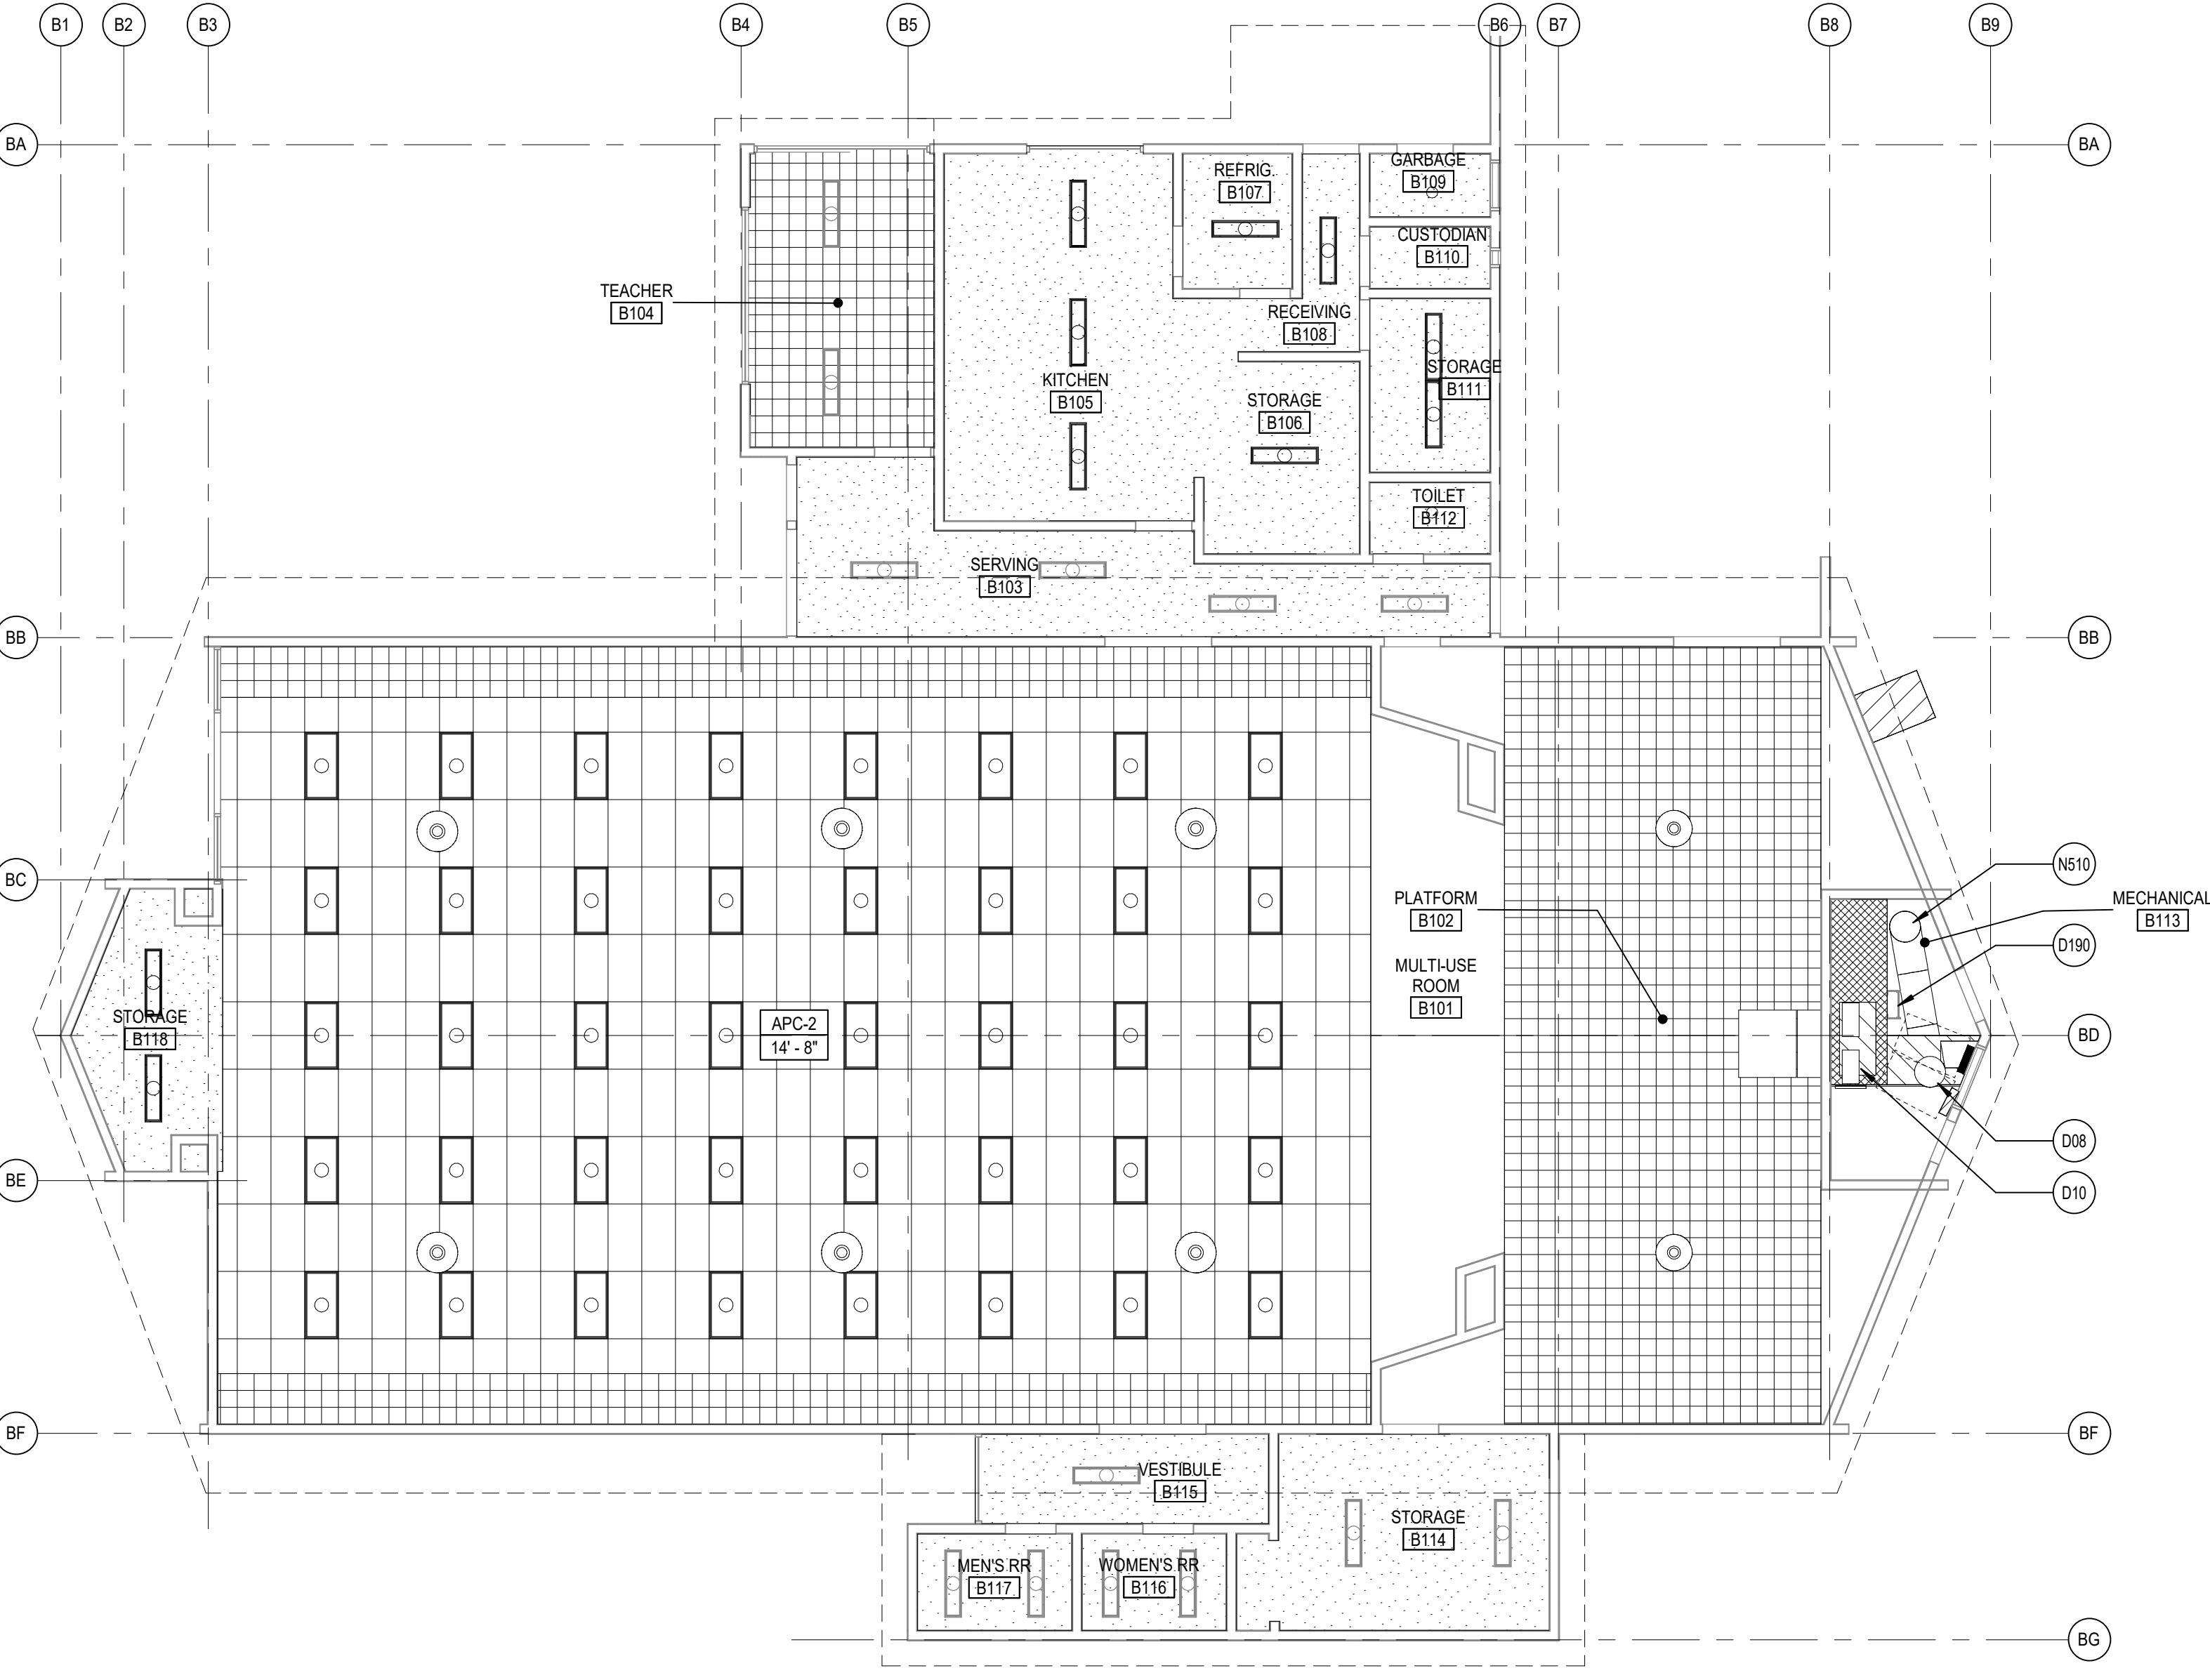 B1
B2
B3
B4
B5
B6
B7
B8
B9
BA
BA
GARBAGE
B109
REFRIG.
B107
CUSTODIAN
B110
TEACHER
B104
RECEIVING
B108
STORAGE
B111
KITCHEN
B105
STORAGE
B106
TOILET
B112
SERVING
B103
BB
BB
BC
N510
PLATFORM
B102
MECHANICAL
B113
D190
MULTI-USE
ROOM
B101
STORAGE
B118
APC-2
14' - 8"
BD
D08
BE
D10
BF
BF
VESTIBULE
B115
STORAGE
B114
MEN'S RR
B117
WOMEN'S RR
B116
BG